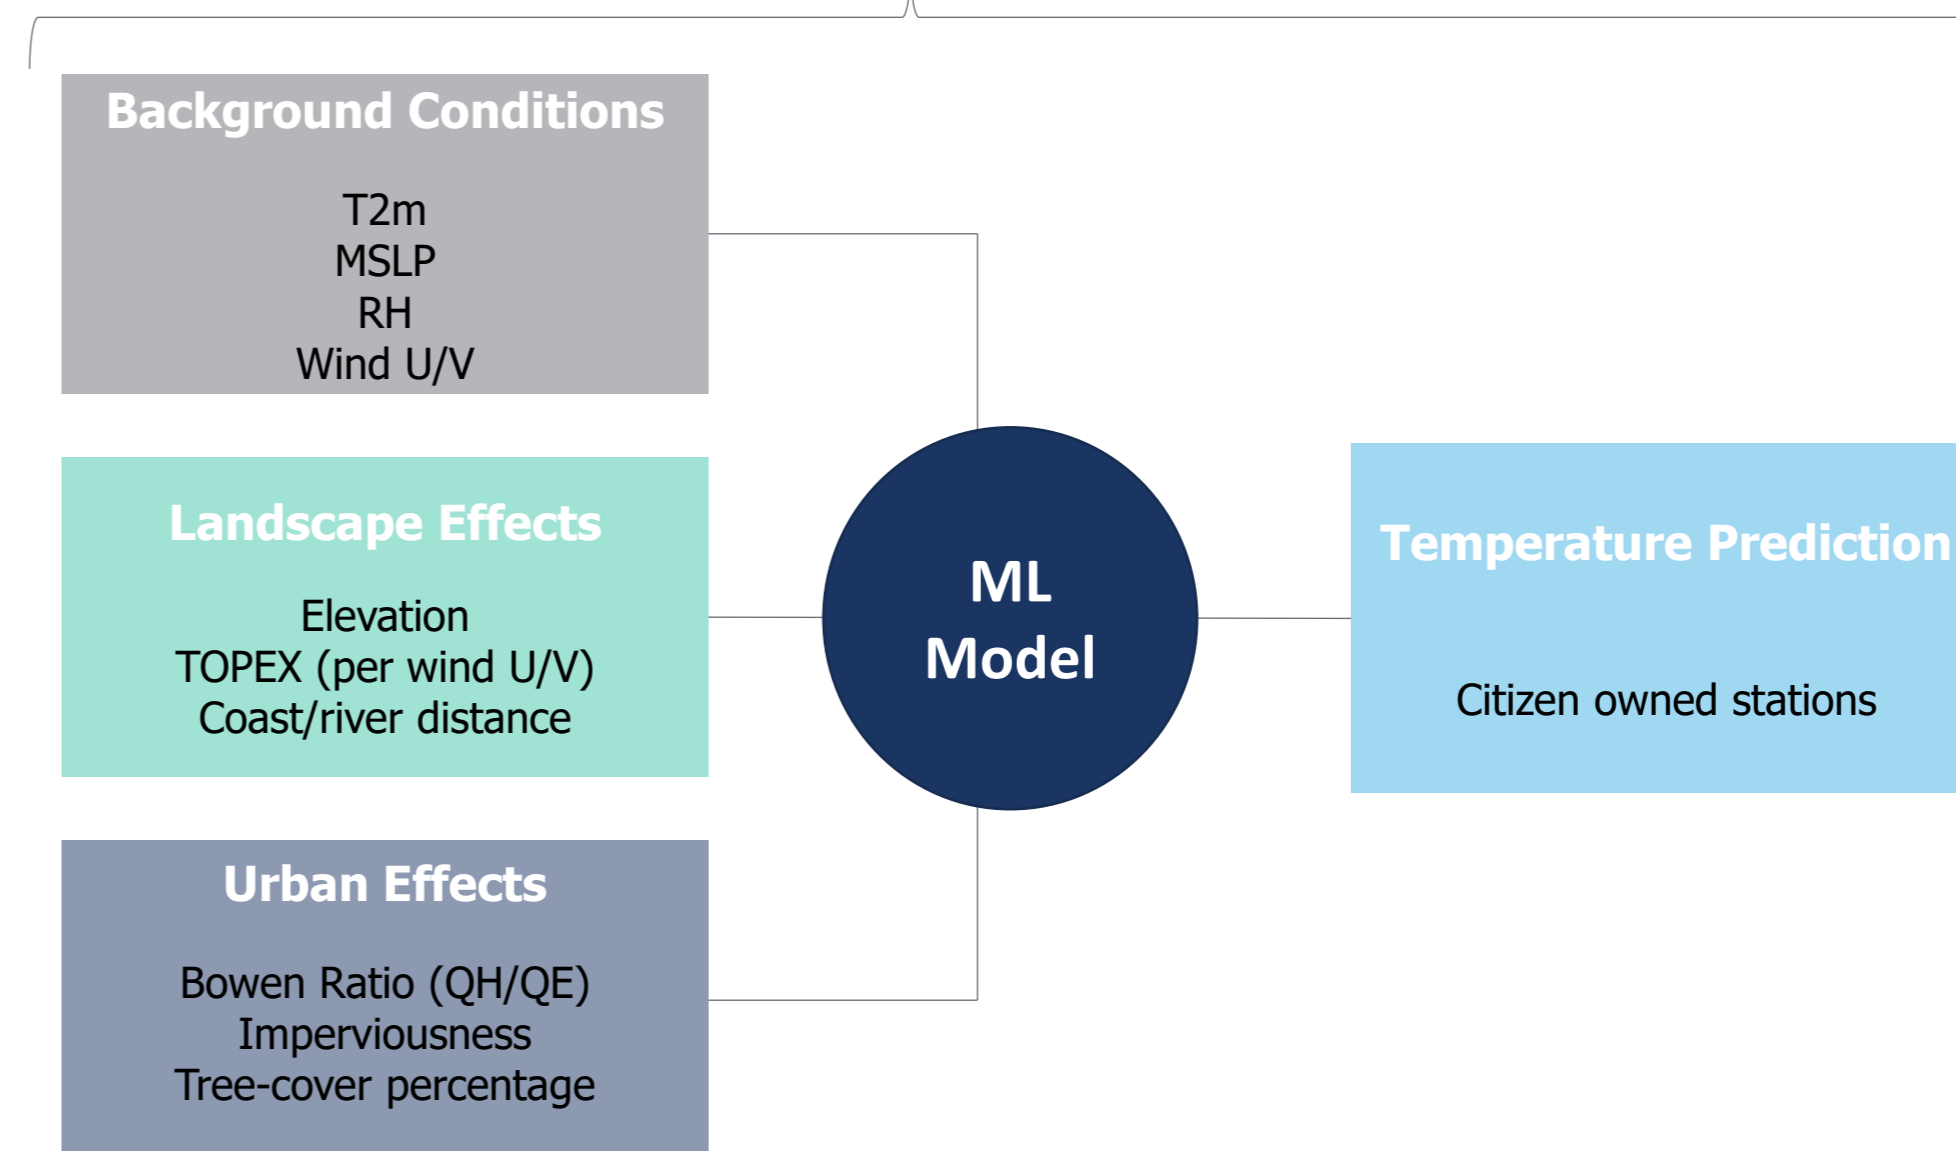 Background Conditions
T2m
MSLP
RH
Wind U/V
Landscape Effects
Elevation
TOPEX (per wind U/V)
Coast/river distance
Urban Effects
Bowen Ratio (QH/QE)
Imperviousness
Tree-cover percentage
ML
Model
Temperature Prediction
Citizen owned stations